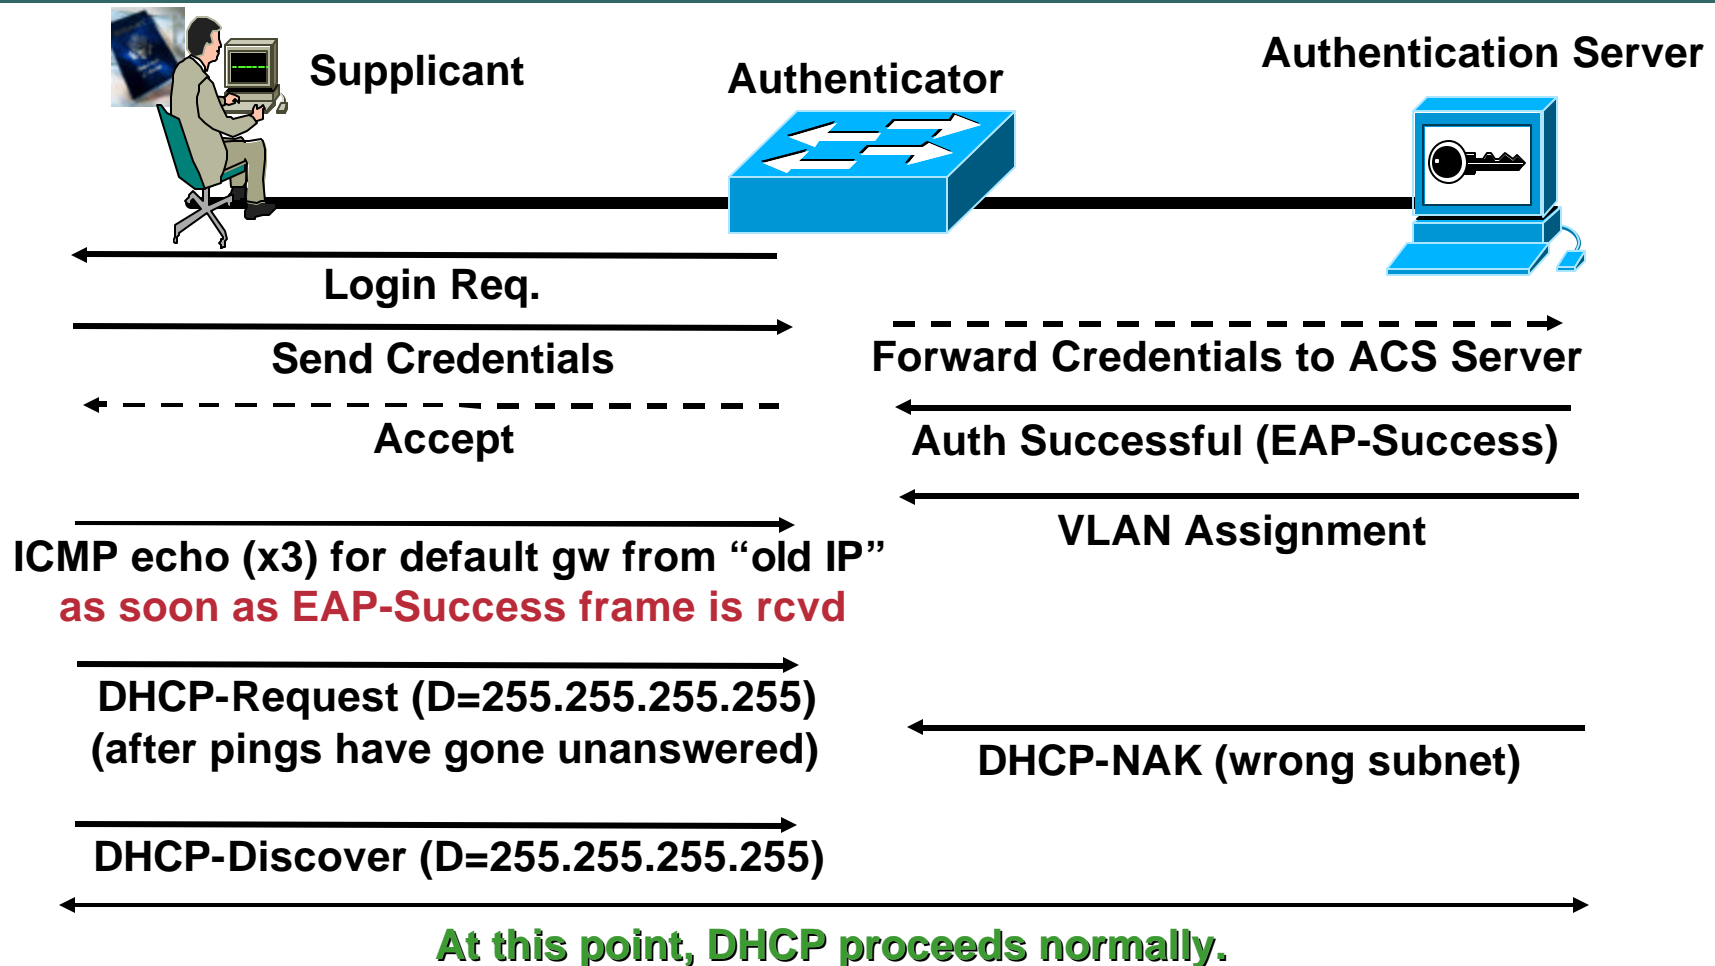 Supplicant
Authenticator
Authentication Server
Login Req.
Send Credentials
Forward Credentials to ACS Server
Accept
Auth Successful (EAP-Success)
VLAN Assignment
ICMP echo (x3) for default gw from “old IP”
as soon as EAP-Success frame is rcvd
DHCP-Request (D=255.255.255.255)
(after pings have gone unanswered)
DHCP-NAK (wrong subnet)
DHCP-Discover (D=255.255.255.255)
At this point, DHCP proceeds normally.